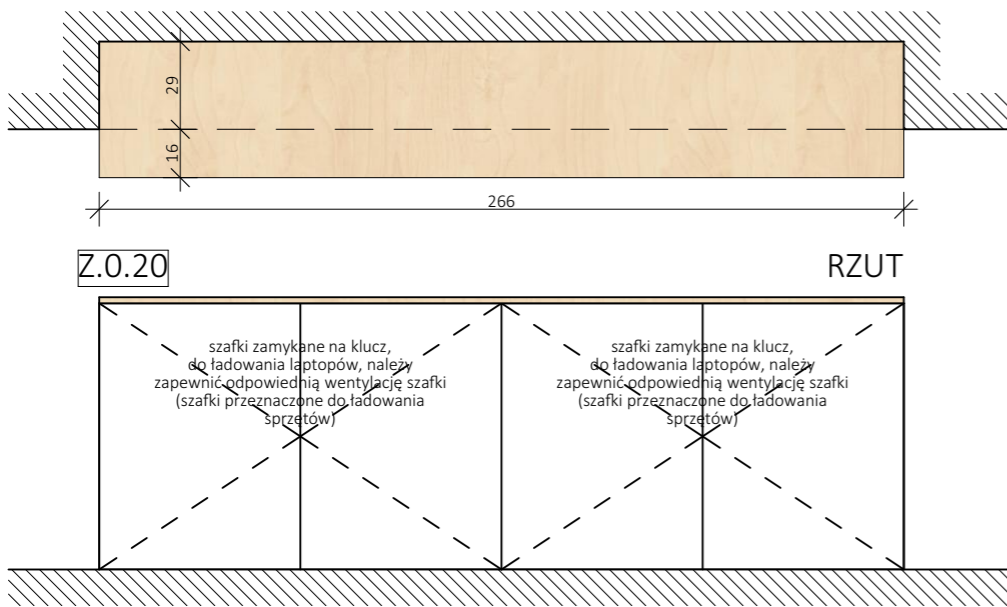 29
16
266
Z.0.20
RZUT
szafki zamykane na klucz,
do ładowania laptopów, należy
zapewnić odpowiednią wentylację szafki
(szafki przeznaczone do ładowania
sprzętów)
szafki zamykane na klucz,
do ładowania laptopów, należy
zapewnić odpowiednią wentylację szafki
(szafki przeznaczone do ładowania
sprzętów)